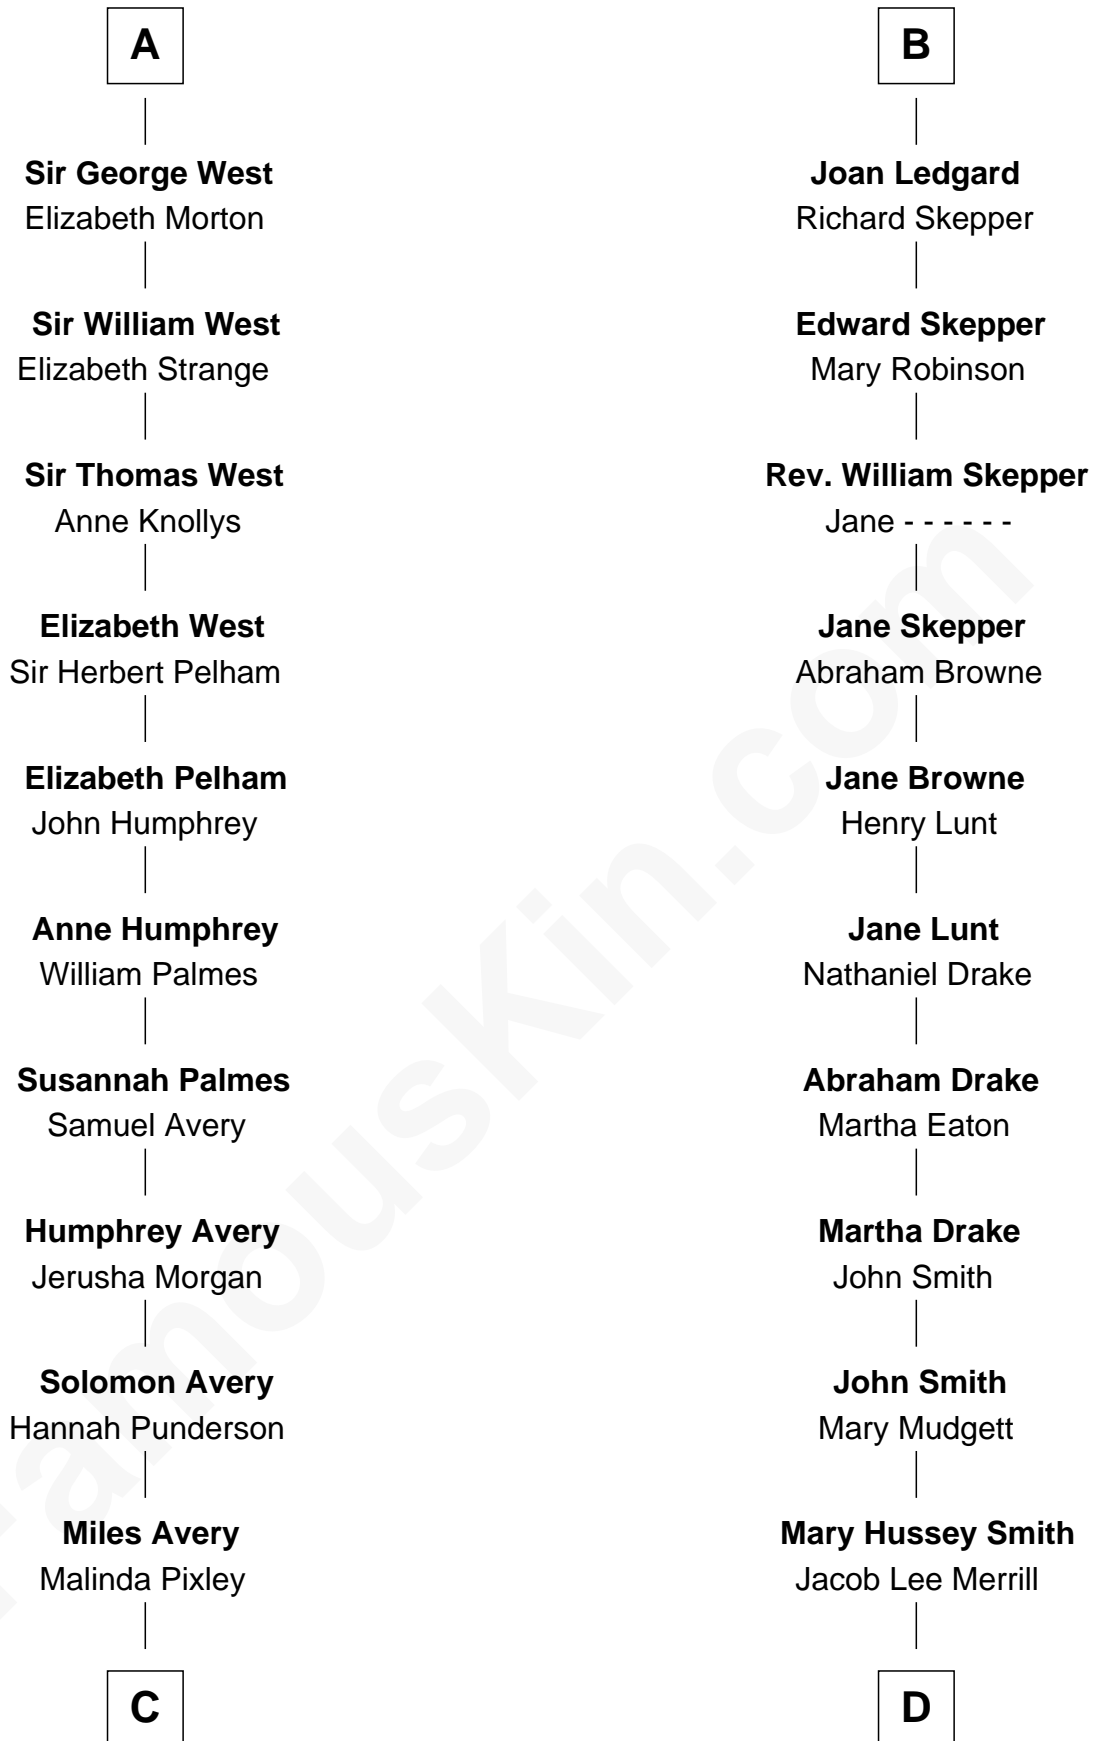 A
Sir George West
Elizabeth Morton
Sir William West
Elizabeth Strange
Sir Thomas West
Anne Knollys
Elizabeth West
Sir Herbert Pelham
Elizabeth Pelham
John Humphrey
Anne Humphrey
William Palmes
Susannah Palmes
Samuel Avery
Humphrey Avery
Jerusha Morgan
Solomon Avery
Hannah Punderson
Miles Avery
Malinda Pixley
C
B
Joan Ledgard
Richard Skepper
Edward Skepper
Mary Robinson
Rev. William Skepper
Jane - - - - - -
Jane Skepper
Abraham Browne
Jane Browne
Henry Lunt
Jane Lunt
Nathaniel Drake
Abraham Drake
Martha Eaton
Martha Drake
John Smith
John Smith
Mary Mudgett
Mary Hussey Smith
Jacob Lee Merrill
D
FamousKin.com